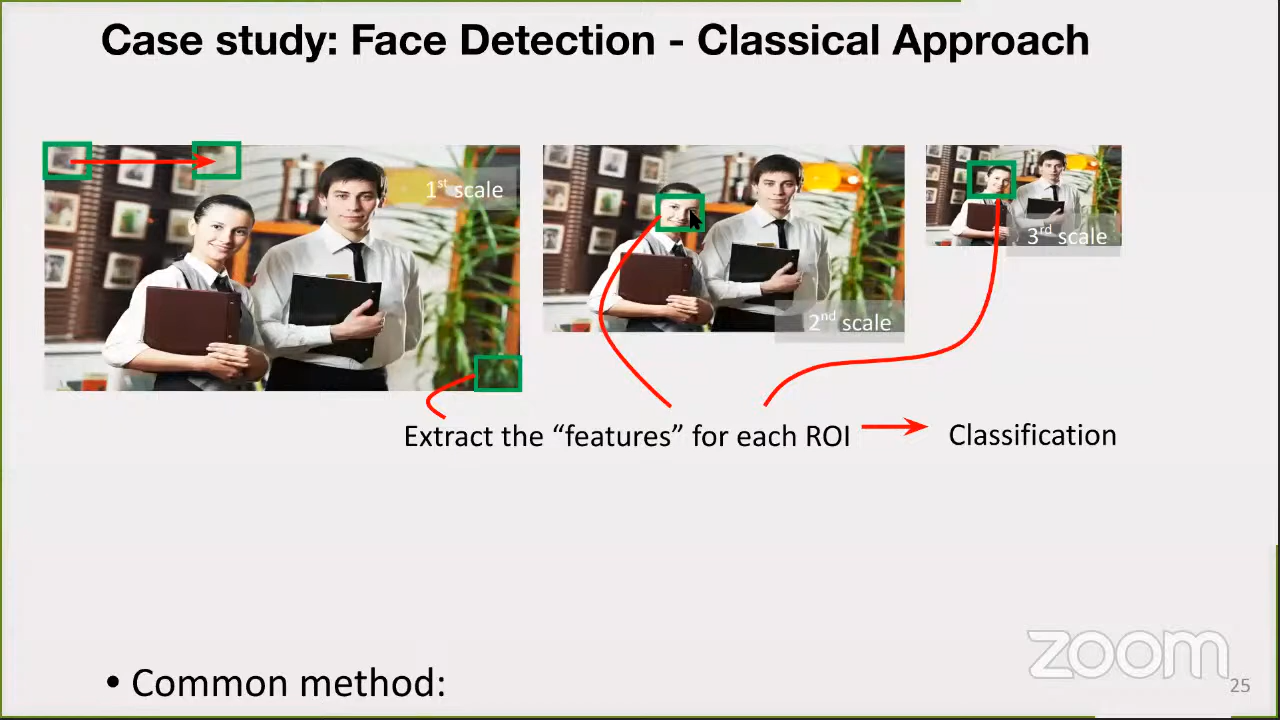 Case study: Face Detection - Classical Approach
1st scale
2nd scale
3rd scale
Extract the “features” for each ROI
Classification
• Common method:
zoom
25